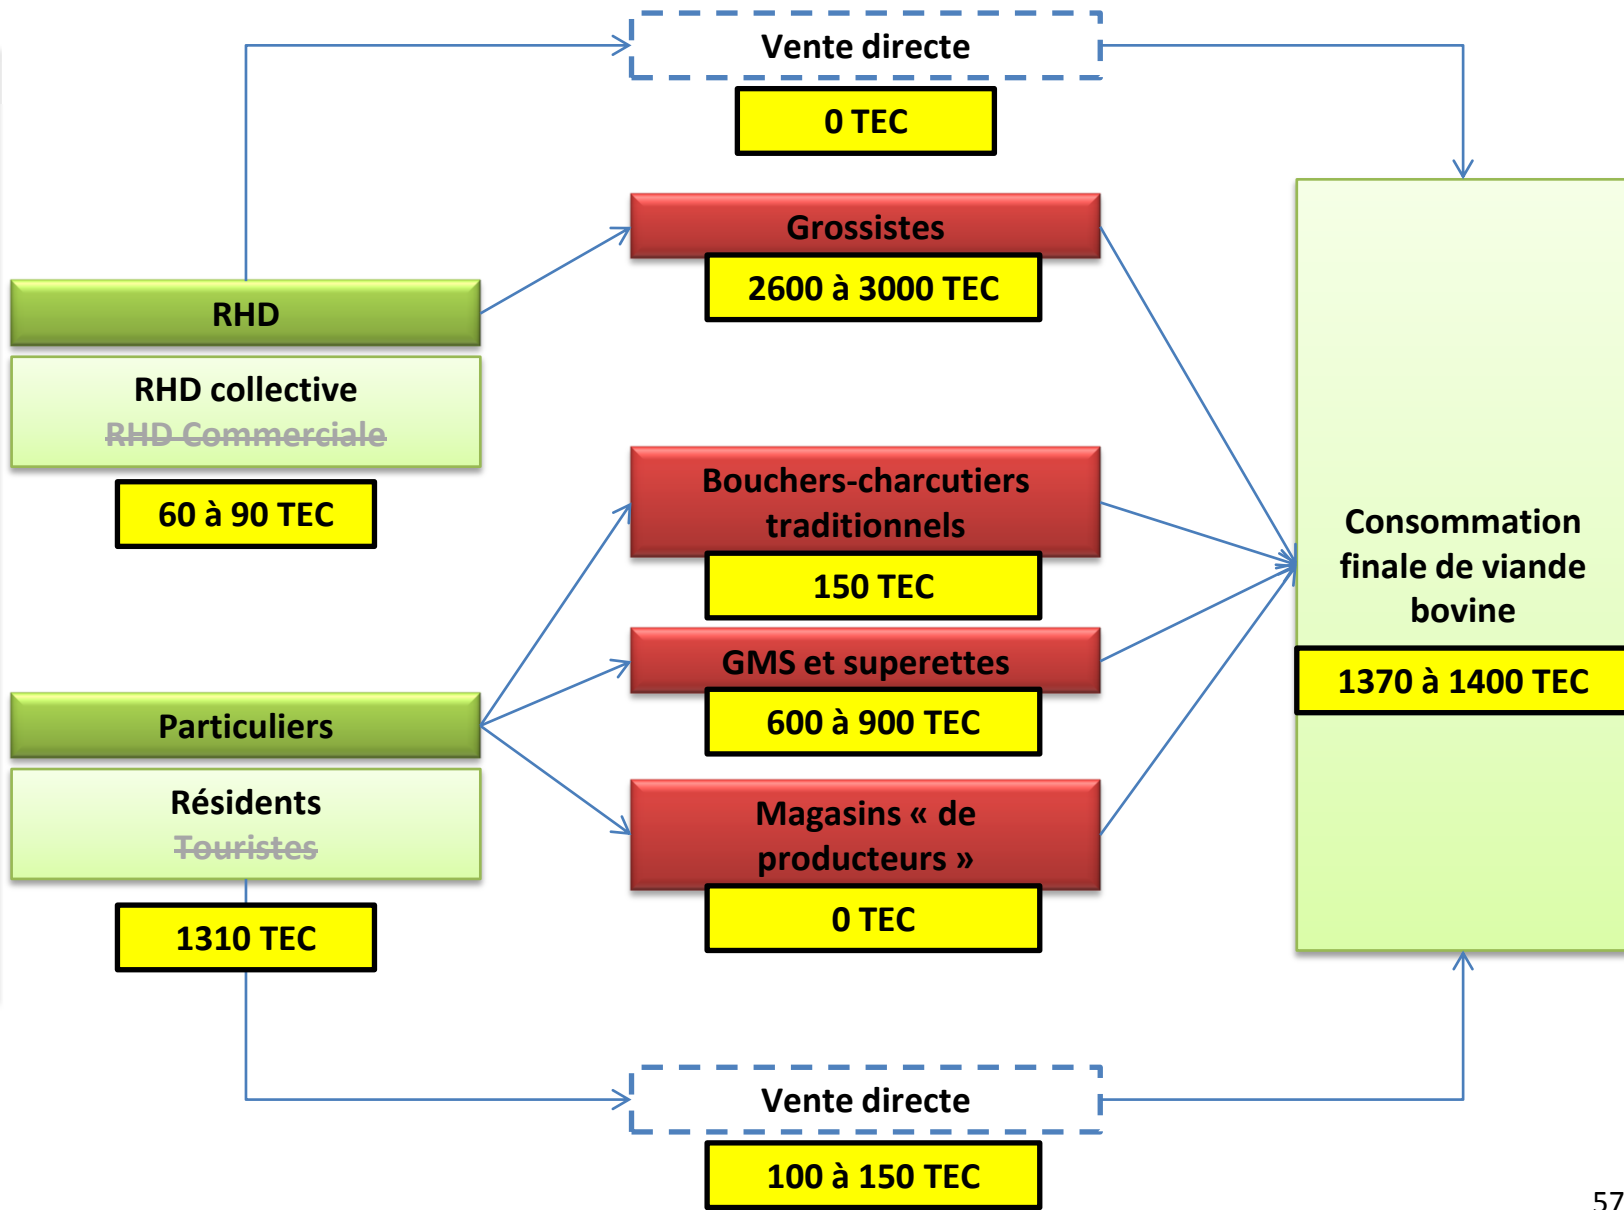 Vente directe
0 TEC
Grossistes
2600 à 3000 TEC
RHD
RHD collective
RHD Commerciale
60 à 90 TEC
Bouchers-charcutiers
traditionnels
150 TEC
GMS et superettes
600 à 900 TEC
Particuliers
Résidents
Touristes
1310 TEC
Magasins « de
producteurs »
0 TEC
Consommation
finale de viande
bovine
1370 à 1400 TEC
Vente directe
100 à 150 TEC
57